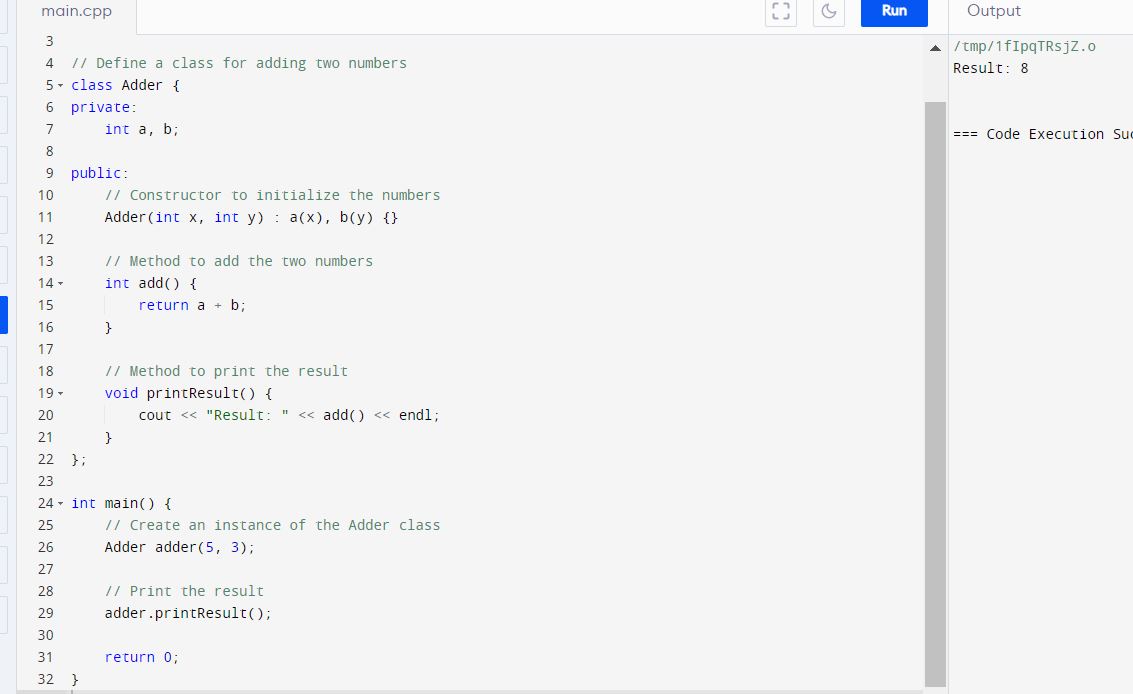 main.cpp
Run
Output
3
4 // Define a class for adding two numbers
5 class Adder {
6 private:
7     int a, b;
8
9 public:
10     // Constructor to initialize the numbers
11     Adder(int x, int y) : a(x), b(y) {}
12
13     // Method to add the two numbers
14     int add() {
15         return a + b;
16     }
17
18     // Method to print the result
19     void printResult() {
20         cout << "Result: " << add() << endl;
21     }
22 };
23
24 int main() {
25     // Create an instance of the Adder class
26     Adder adder(5, 3);
27
28     // Print the result
29     adder.printResult();
30
31     return 0;
32 }
/tmp/1fIpqTRsjZ.o
Result: 8
=== Code Execution Suc